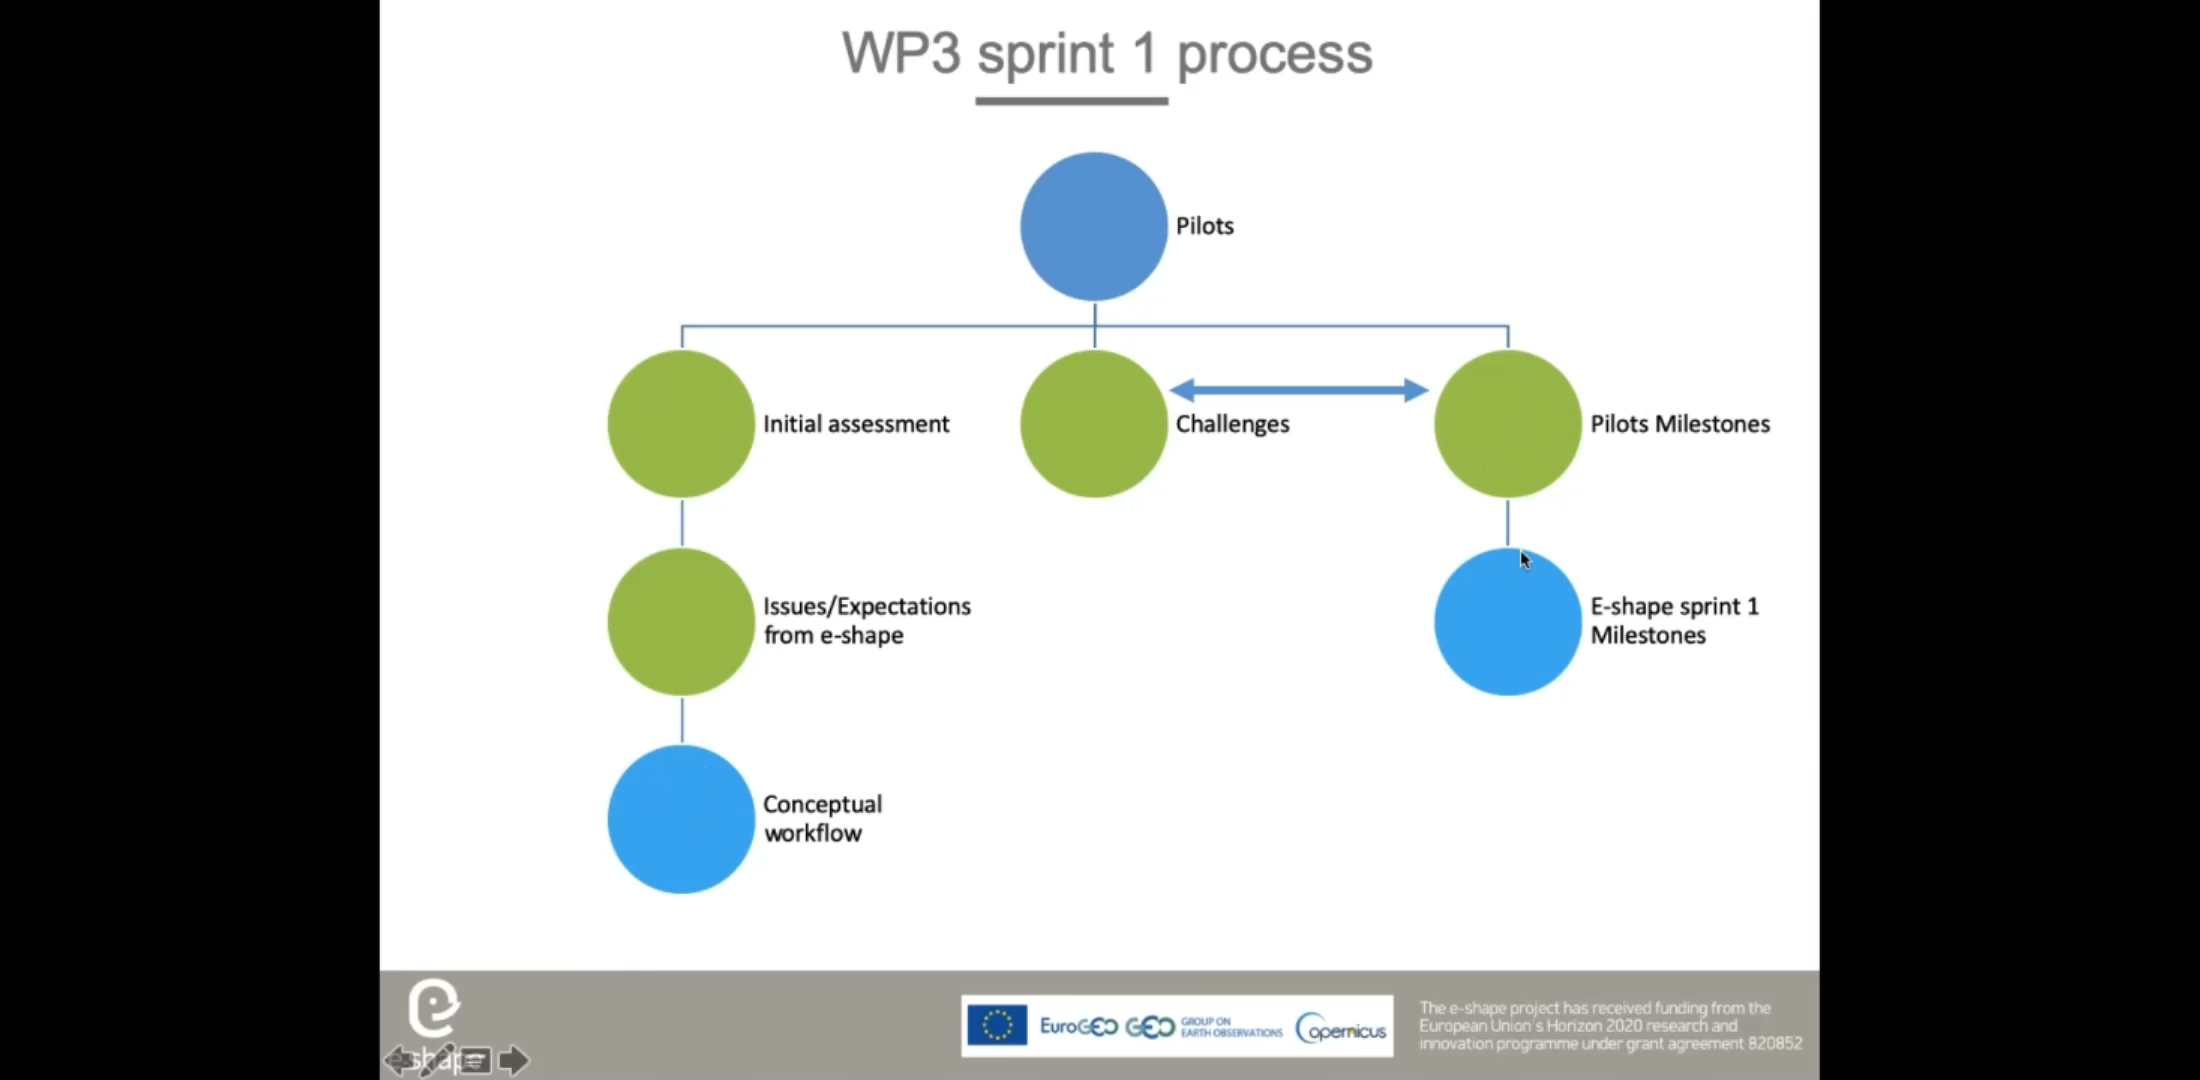 WP3 sprint 1 process
Pilots
Initial assessment
Challenges
Pilots Milestones
Issues/Expectations
from e-shape
E-shape sprint 1
Milestones
Conceptual
workflow
e
shape
EuroGEO
GEO
GROUP ON
EARTH OBSERVATIONS
Copernicus
The e-shape project has received funding from the
European Union's Horizon 2020 research and
innovation programme under grant agreement 820852